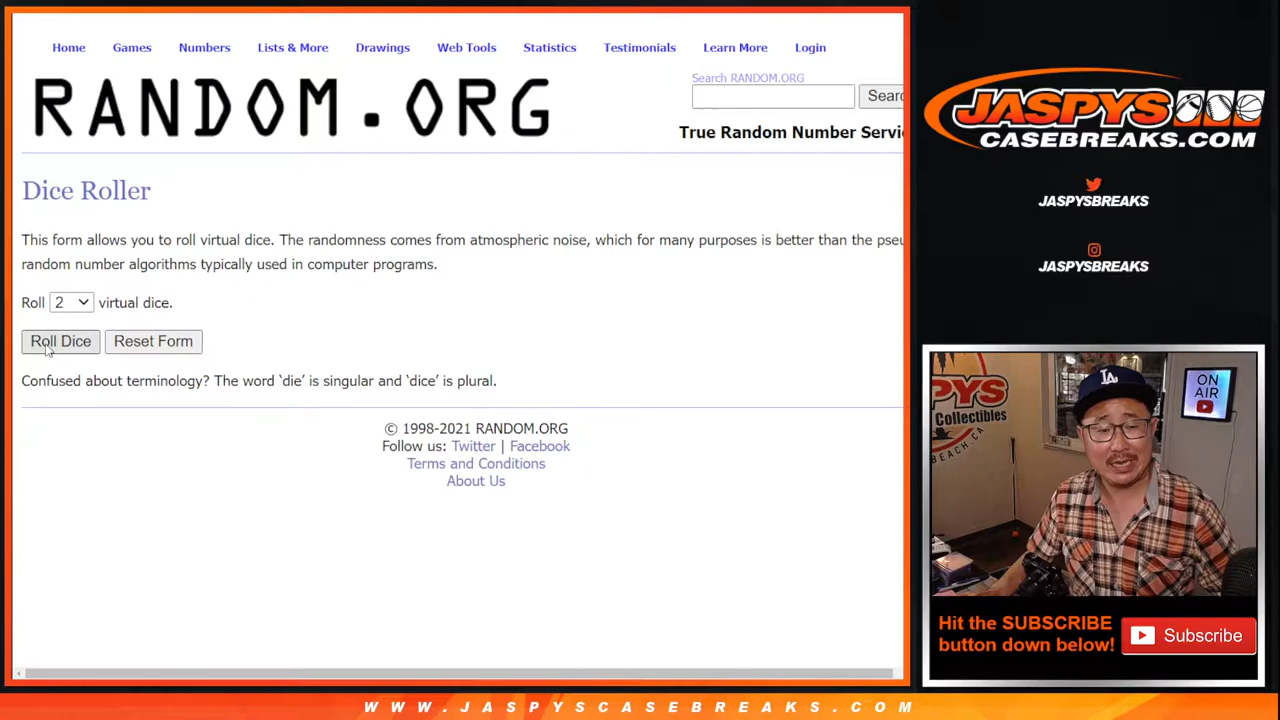 Home Games Numbers Lists & More Drawings Web Tools Statistics Testimonials Learn More Login
RANDOM.ORG
Search RANDOM.ORG
Searc
True Random Number Servi
Dice Roller
This form allows you to roll virtual dice. The randomness comes from atmospheric noise, which for many purposes is better than the pseu
random number algorithms typically used in computer programs.
Roll 2 virtual dice.
Roll Dice Reset Form
Confused about terminology? The word ‘die’ is singular and ‘dice’ is plural.
© 1998-2021 RANDOM.ORG
Follow us: Twitter | Facebook
Terms and Conditions
About Us
JASPYS
CASEBREAKS.COM
JASPYSBREAKS
JASPYSBREAKS
PYS
Collectibles
BEACH, CA
LA
ON
AIR
Hit the SUBSCRIBE
button down below!
Subscribe
WWW.JASPYSCASEBREAKS.COM